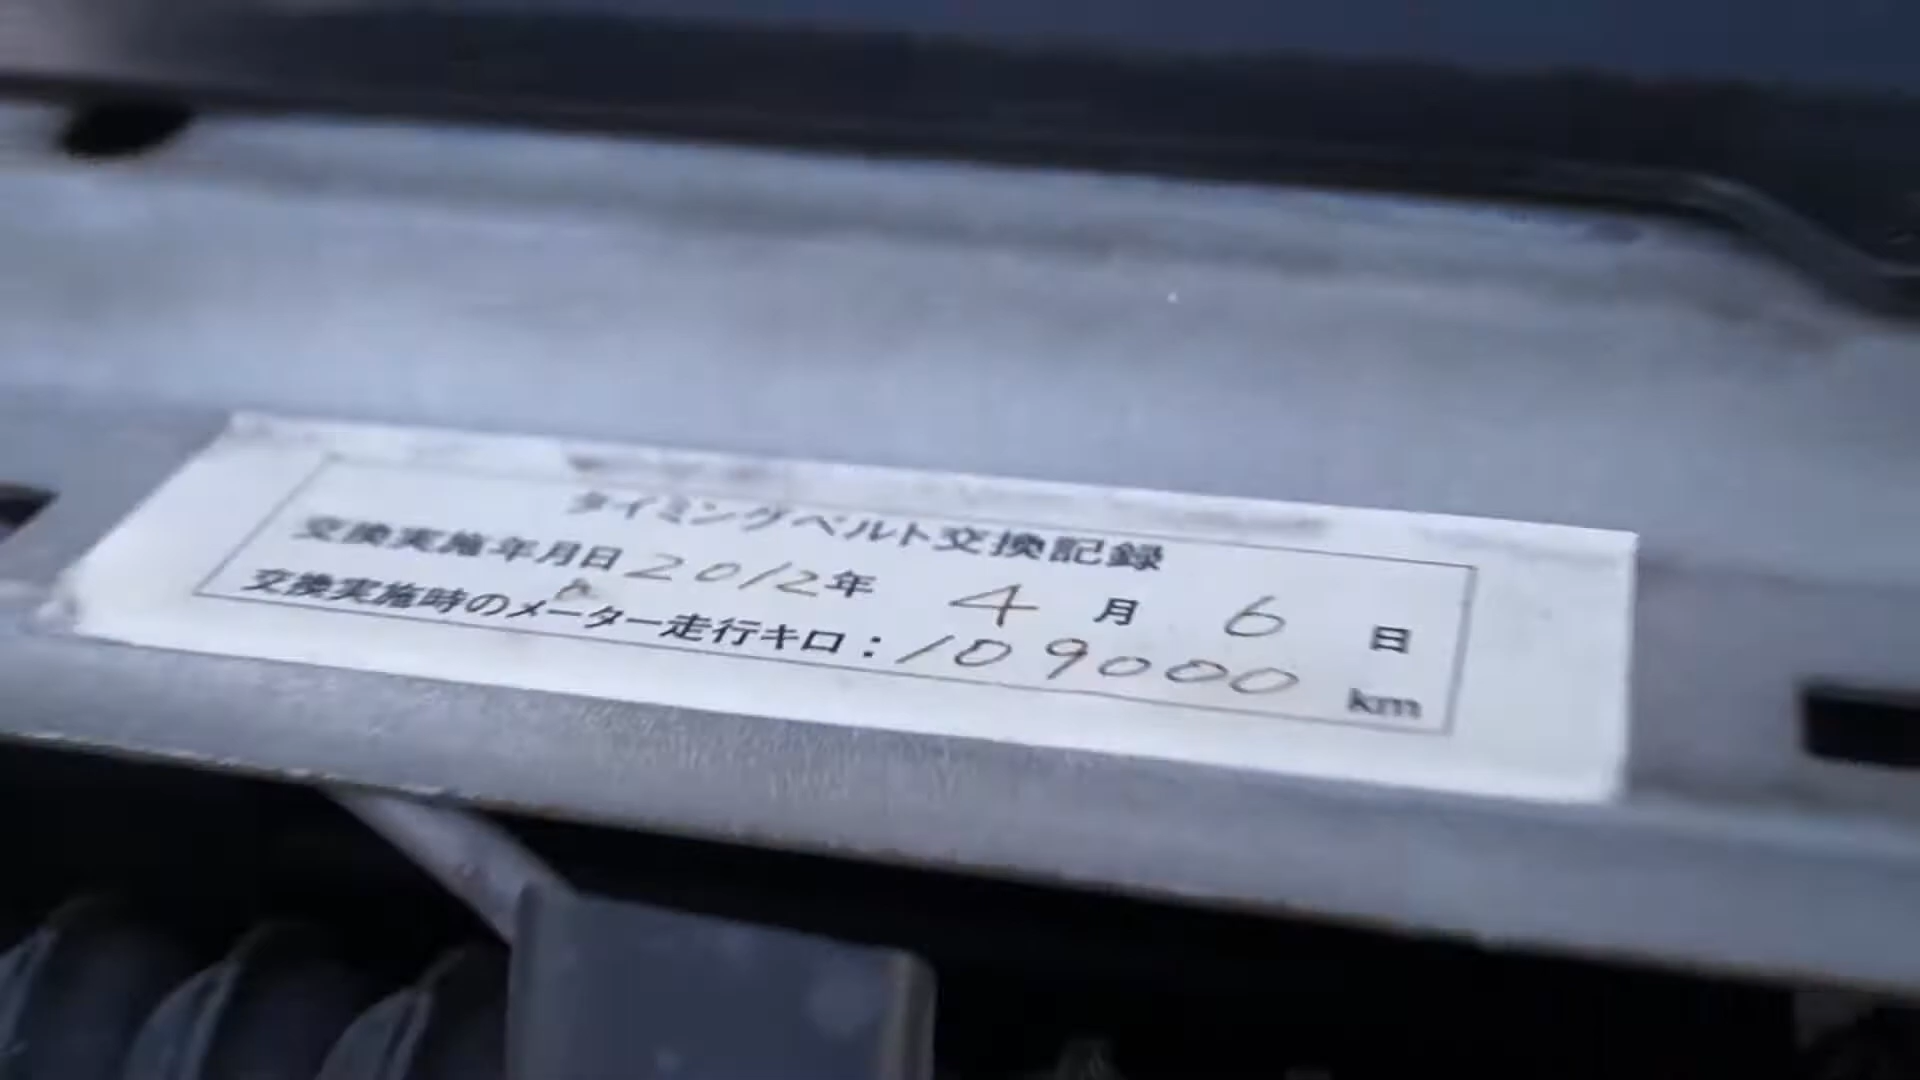 タイミングベルト交換記録
交換実施年月日 2012年 4月 6日
交換実施時のメーター走行キロ：109000km